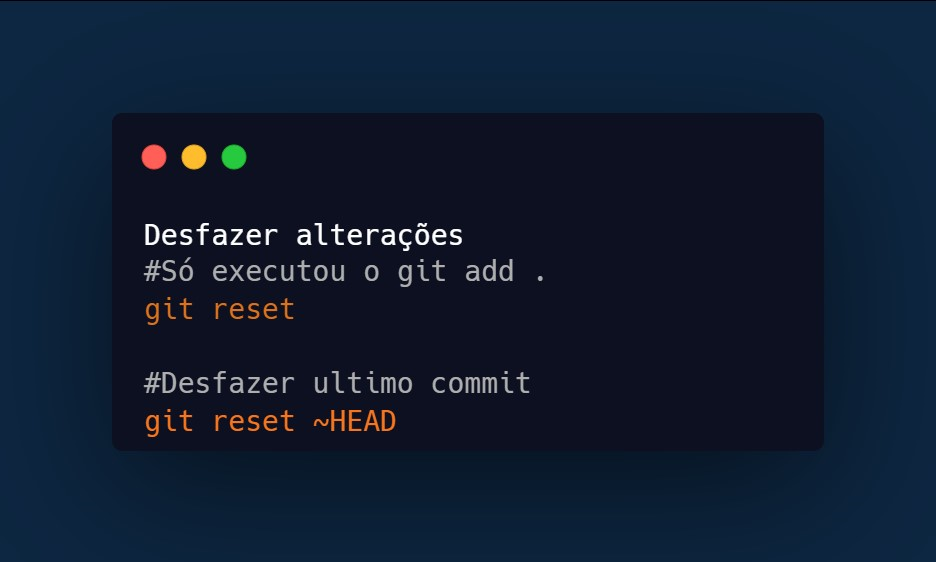 Desfazer alterações
#Só executou o git add .
git reset
#Desfazer ultimo commit
git reset ~HEAD